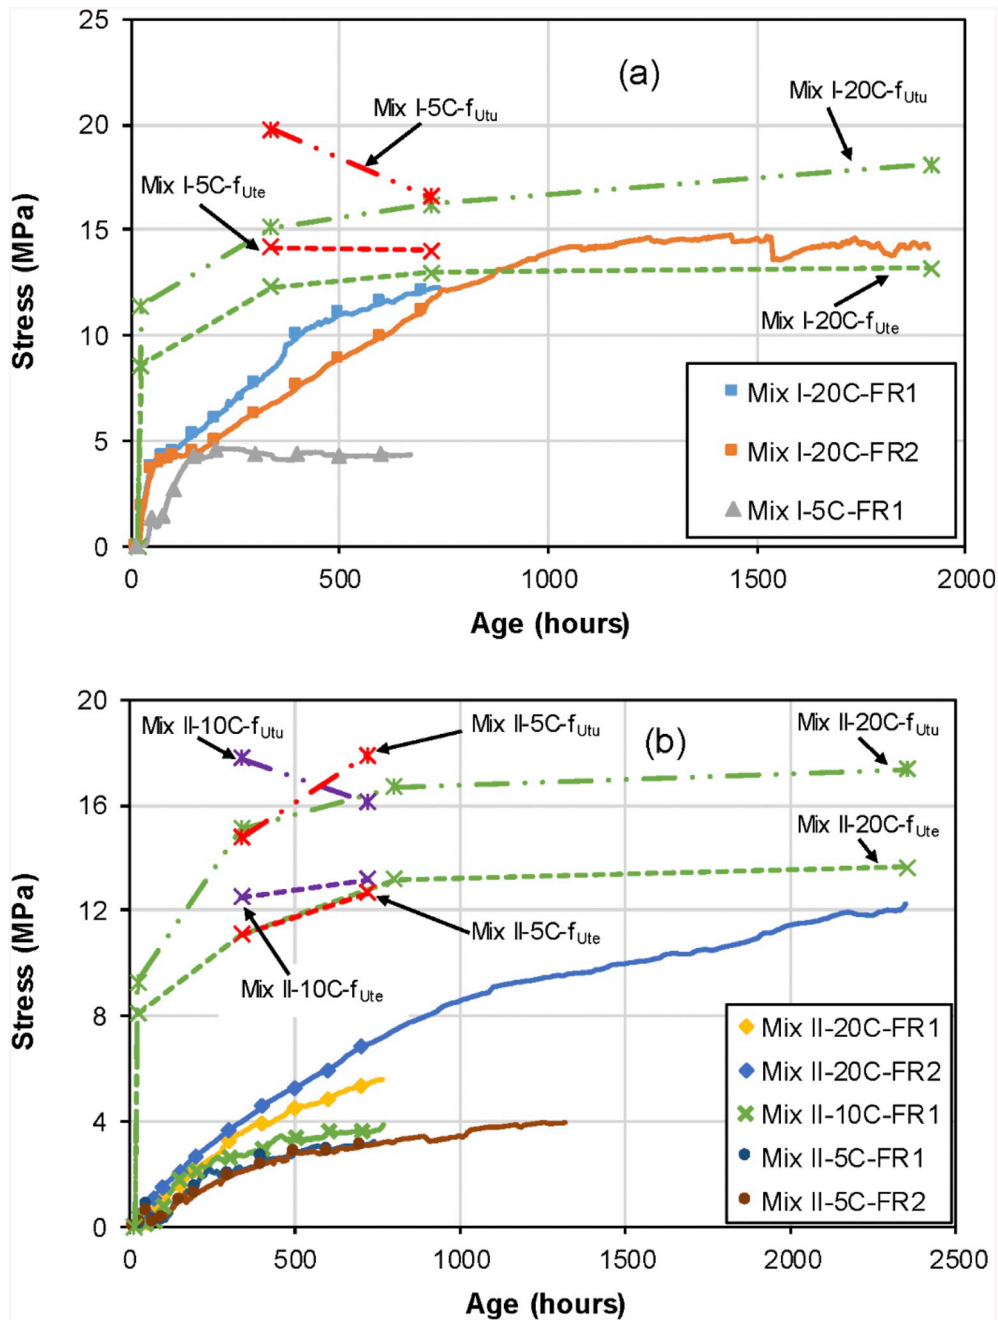 25
20
15
10
5
0
Stress (MPa)
(a)
Mix I-5C-fUtu
Mix I-20C-fUtu
Mix I-5C-fUte
Mix I-20C-fUte
Mix I-20C-FR1
Mix I-20C-FR2
Mix I-5C-FR1
0 500 1000 1500 2000
Age (hours)
20
16
12
8
4
0
Stress (MPa)
(b)
Mix II-10C-fUtu
Mix II-5C-fUtu
Mix II-20C-fUtu
Mix II-20C-fUte
Mix II-5C-fUte
Mix II-10C-fUte
Mix II-20C-FR1
Mix II-20C-FR2
Mix II-10C-FR1
Mix II-5C-FR1
Mix II-5C-FR2
0 500 1000 1500 2000 2500
Age (hours)